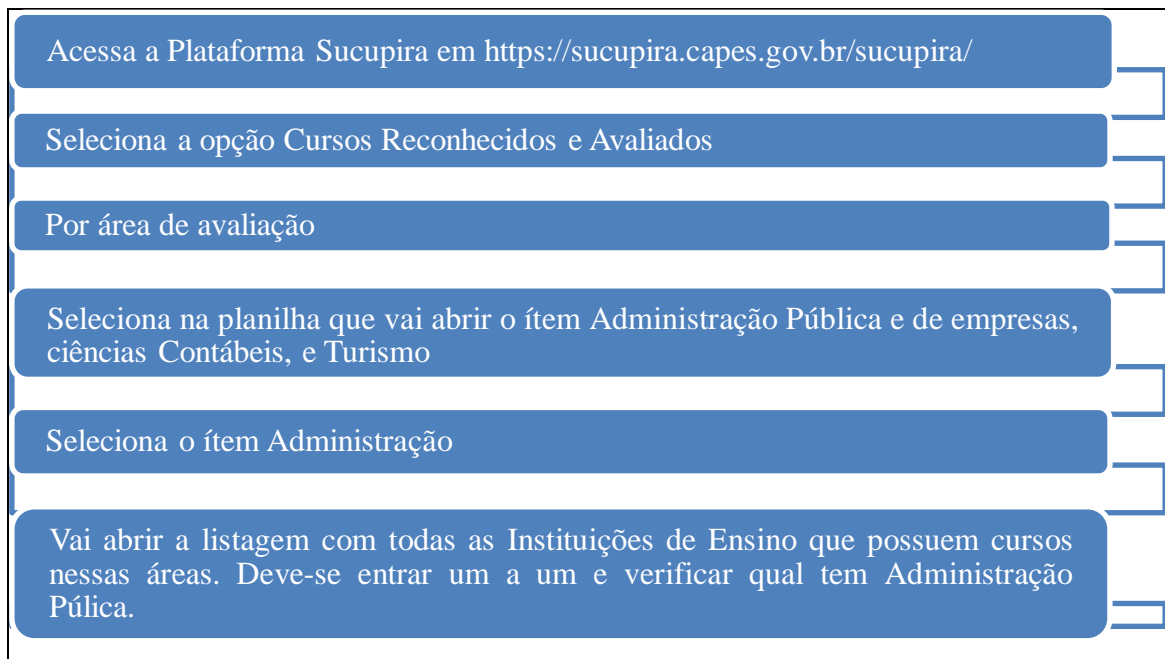 Acessa a Plataforma Sucupira em https://sucupira.capes.gov.br/sucupira/
Seleciona a opção Cursos Reconhecidos e Avaliados
Por área de avaliação
Seleciona na planilha que vai abrir o ítem Administração Pública e de empresas,
ciências Contábeis, e Turismo
Seleciona o ítem Administração
Vai abrir a listagem com todas as Instituições de Ensino que possuem cursos
nessas áreas. Deve-se entrar um a um e verificar qual tem Administração
Púlica.